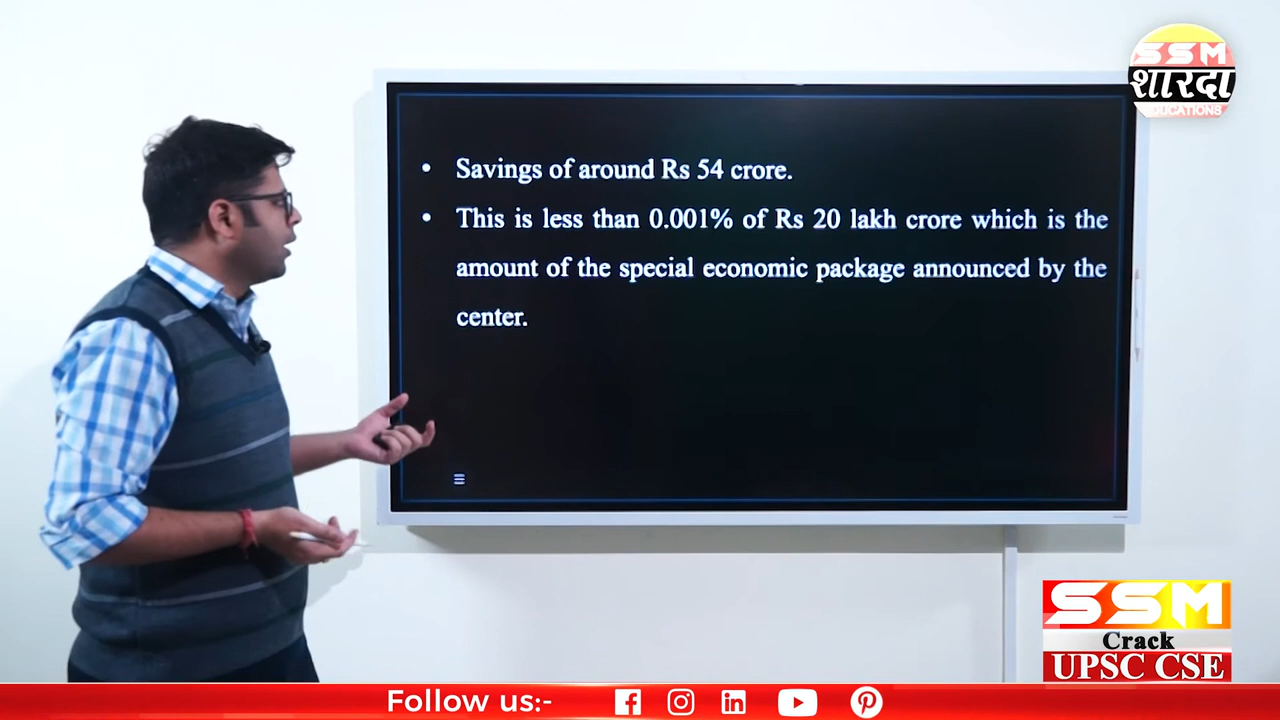 SSM
शारदा
EDUCATIONS
• Savings of around Rs 54 crore.
• This is less than 0.001% of Rs 20 lakh crore which is the
amount of the special economic package announced by the
center.
SSM
Crack
UPSC CSE
Follow us:-